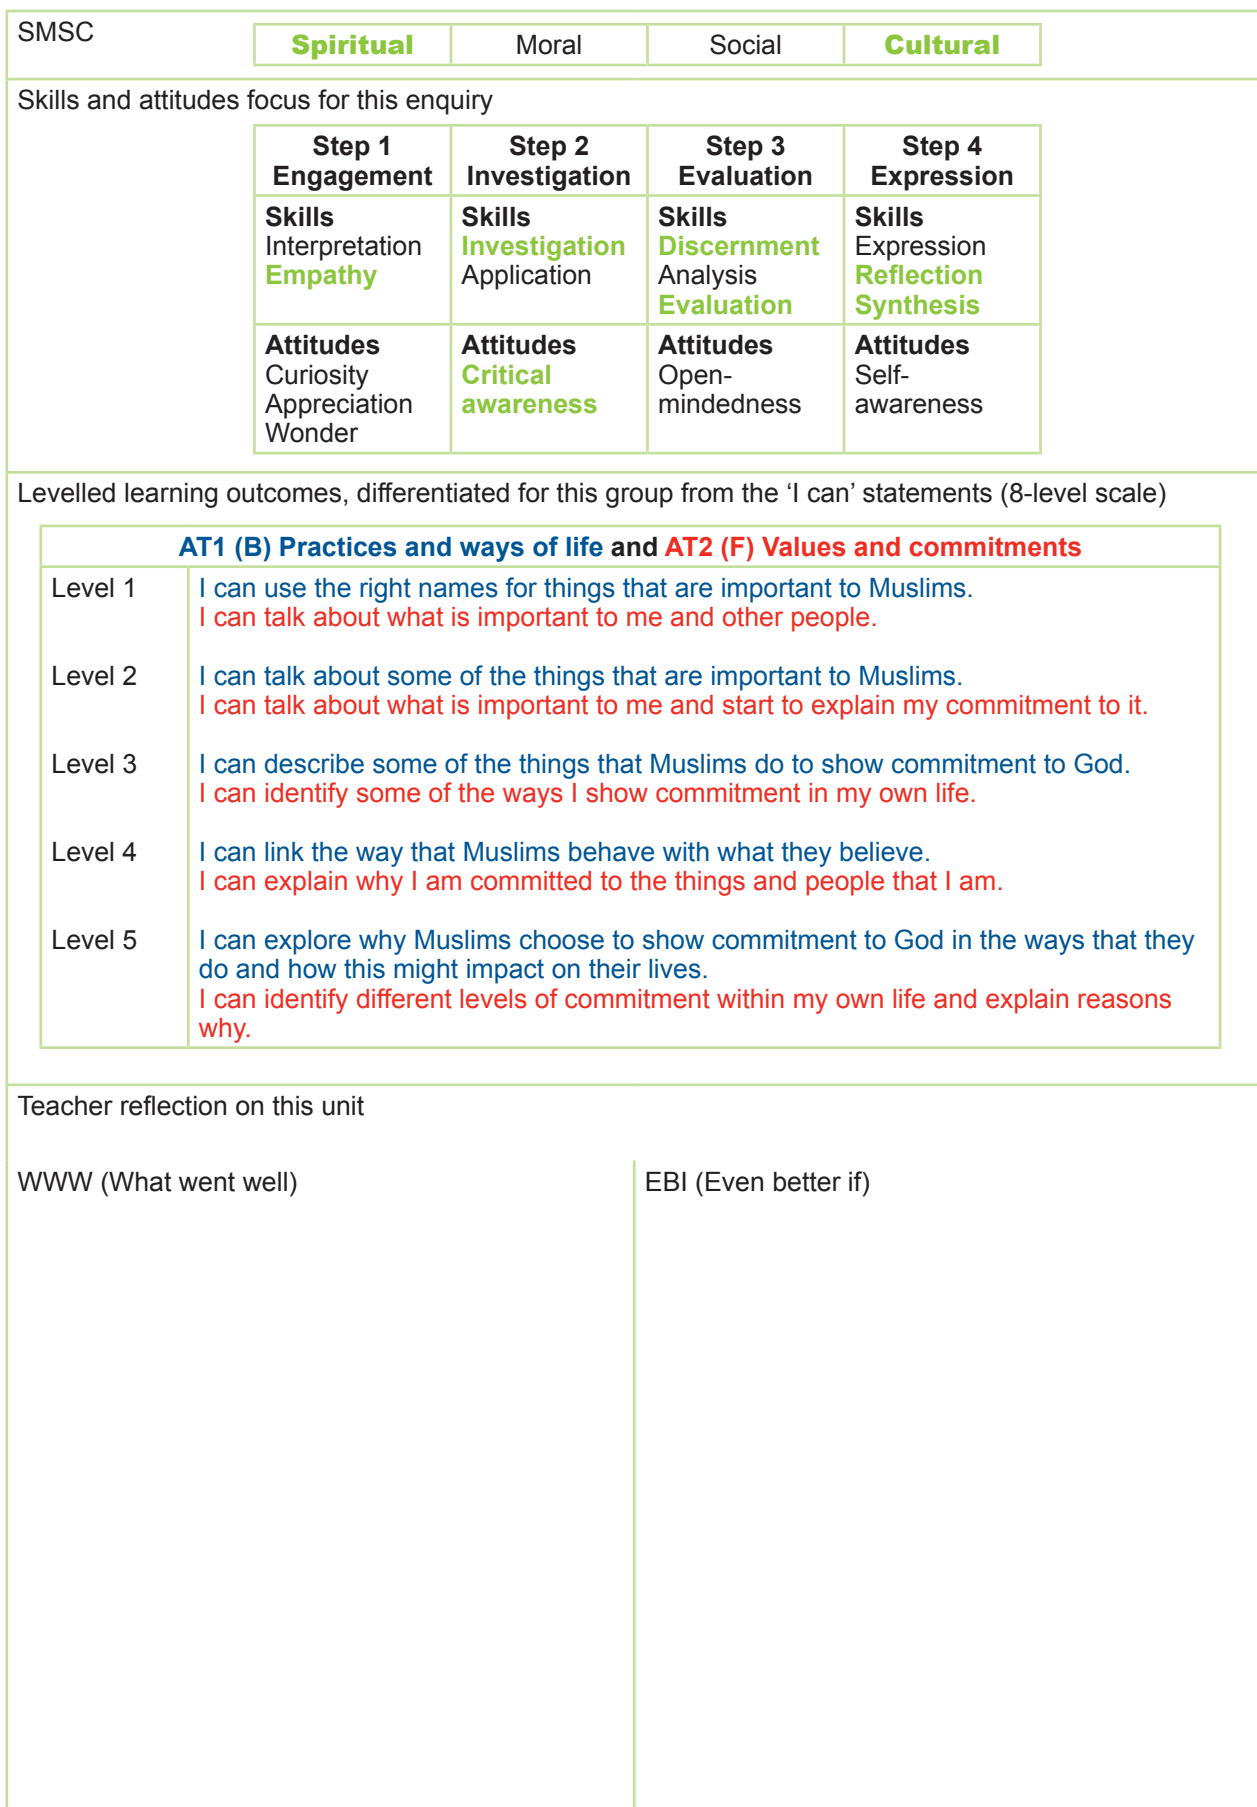 SMSC
Spiritual Moral Social Cultural
Skills and attitudes focus for this enquiry
Step 1 Step 2 Step 3 Step 4
Engagement Investigation Evaluation Expression
Skills Skills Skills Skills
Interpretation Investigation Discernment Expression
Empathy Application Analysis Reflection
Evaluation Synthesis
Attitudes Attitudes Attitudes Attitudes
Curiosity Critical Open- Self-
Appreciation awareness mindedness awareness
Wonder
Levelled learning outcomes, differentiated for this group from the ‘I can’ statements (8-level scale)
AT1 (B) Practices and ways of life and AT2 (F) Values and commitments
Level 1 I can use the right names for things that are important to Muslims.
I can talk about what is important to me and other people.
Level 2 I can talk about some of the things that are important to Muslims.
I can talk about what is important to me and start to explain my commitment to it.
Level 3 I can describe some of the things that Muslims do to show commitment to God.
I can identify some of the ways I show commitment in my own life.
Level 4 I can link the way that Muslims behave with what they believe.
I can explain why I am committed to the things and people that I am.
Level 5 I can explore why Muslims choose to show commitment to God in the ways that they
do and how this might impact on their lives.
I can identify different levels of commitment within my own life and explain reasons
why.
Teacher reflection on this unit
WWW (What went well) EBI (Even better if)